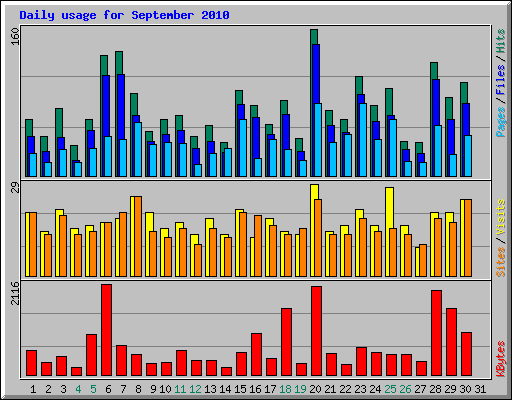 Daily usage for September 2010
160
Pages / Files / Hits
29
Sites / Visits
2116
KBytes
1 2 3 4 5 6 7 8 9 10 11 12 13 14 15 16 17 18 19 20 21 22 23 24 25 26 27 28 29 30 31